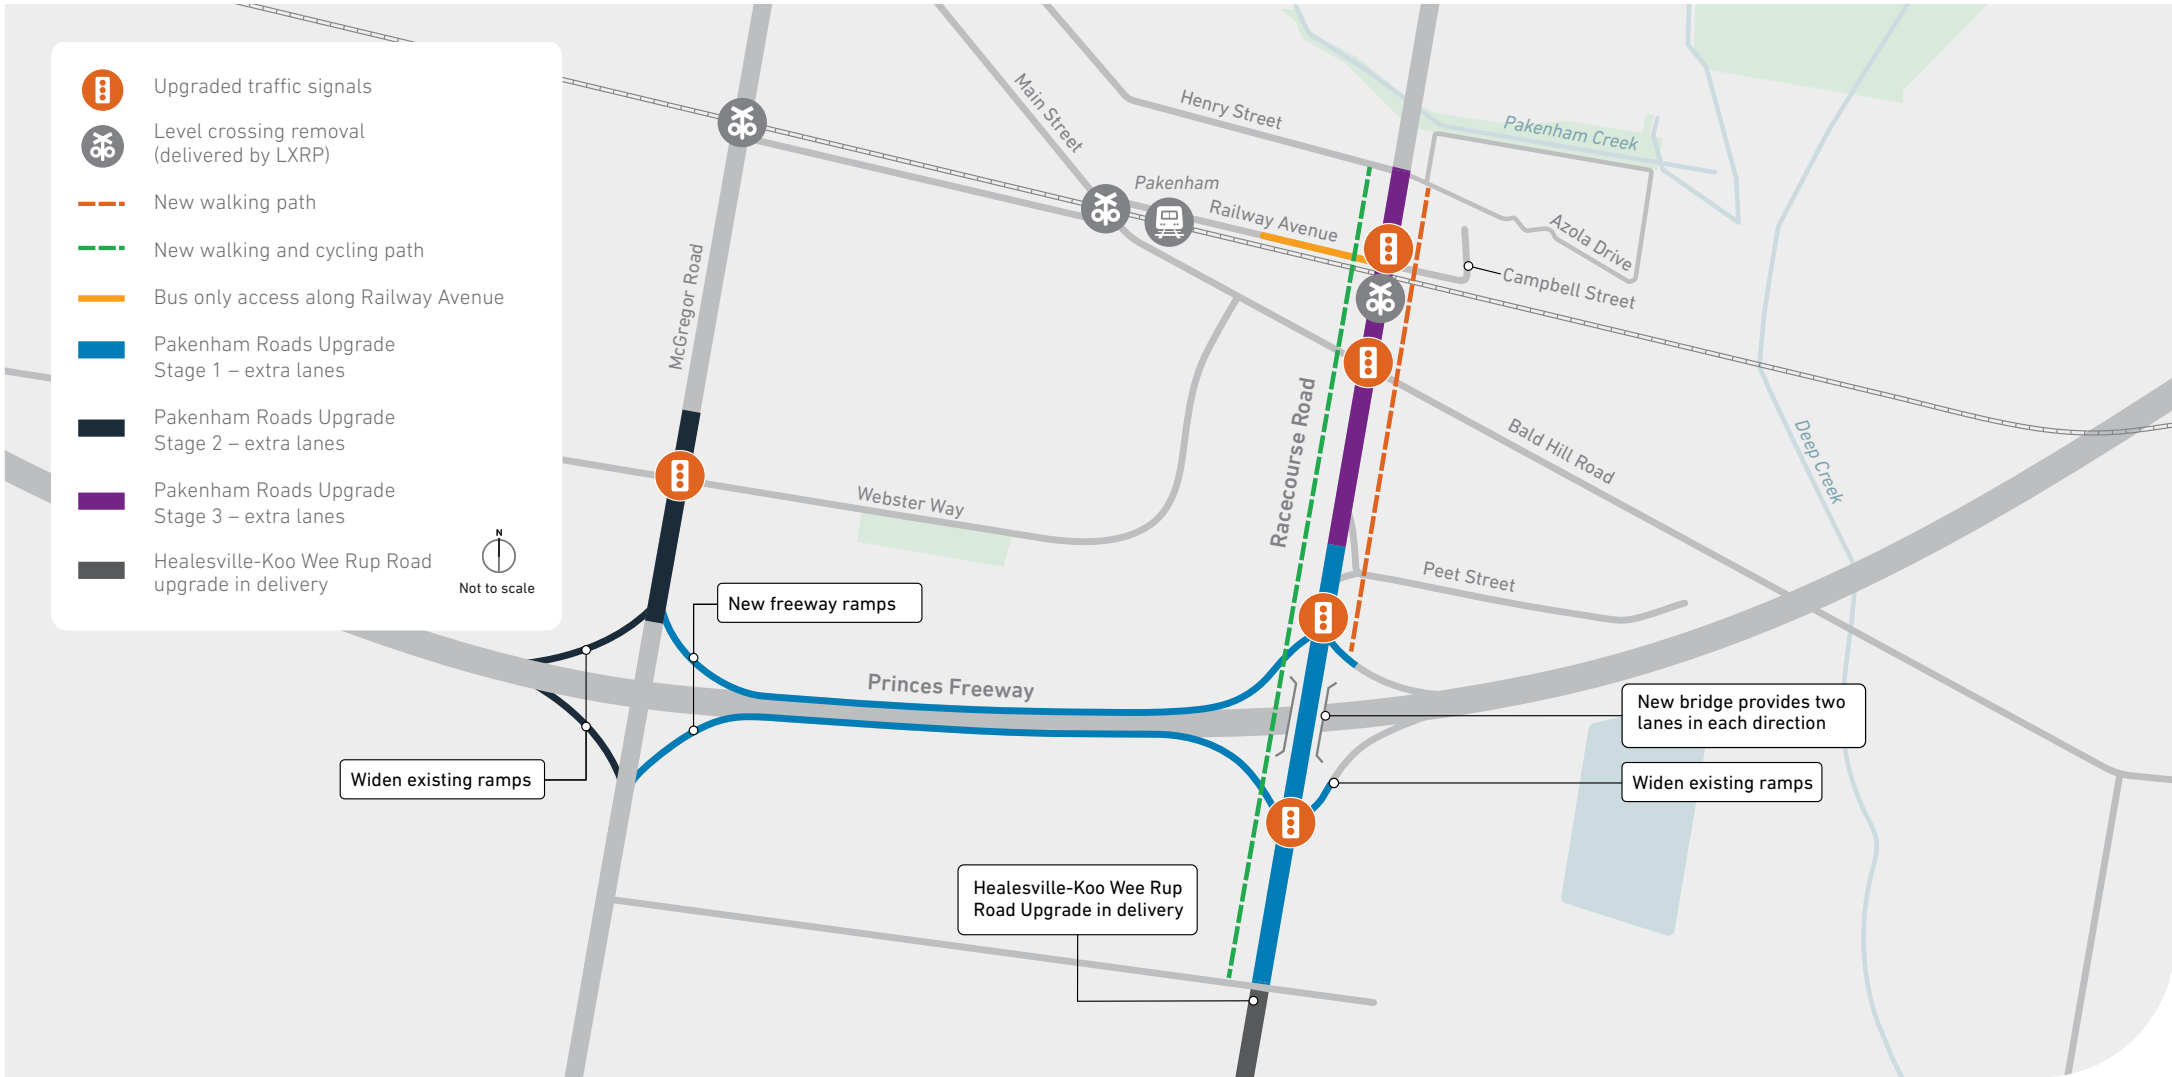 Upgraded traffic signals
Level crossing removal
(delivered by LXRP)
New walking path
New walking and cycling path
Bus only access along Railway Avenue
Pakenham Roads Upgrade
Stage 1 – extra lanes
Pakenham Roads Upgrade
Stage 2 – extra lanes
Pakenham Roads Upgrade
Stage 3 – extra lanes
Healesville-Koo Wee Rup Road
upgrade in delivery
N
Not to scale
Main Street
Henry Street
Pakenham Creek
Pakenham
Railway Avenue
Azola Drive
Campbell Street
McGregor Road
Racecourse Road
Bald Hill Road
Deep Creek
Webster Way
Peet Street
New freeway ramps
Princes Freeway
New bridge provides two
lanes in each direction
Widen existing ramps
Widen existing ramps
Healesville-Koo Wee Rup
Road Upgrade in delivery